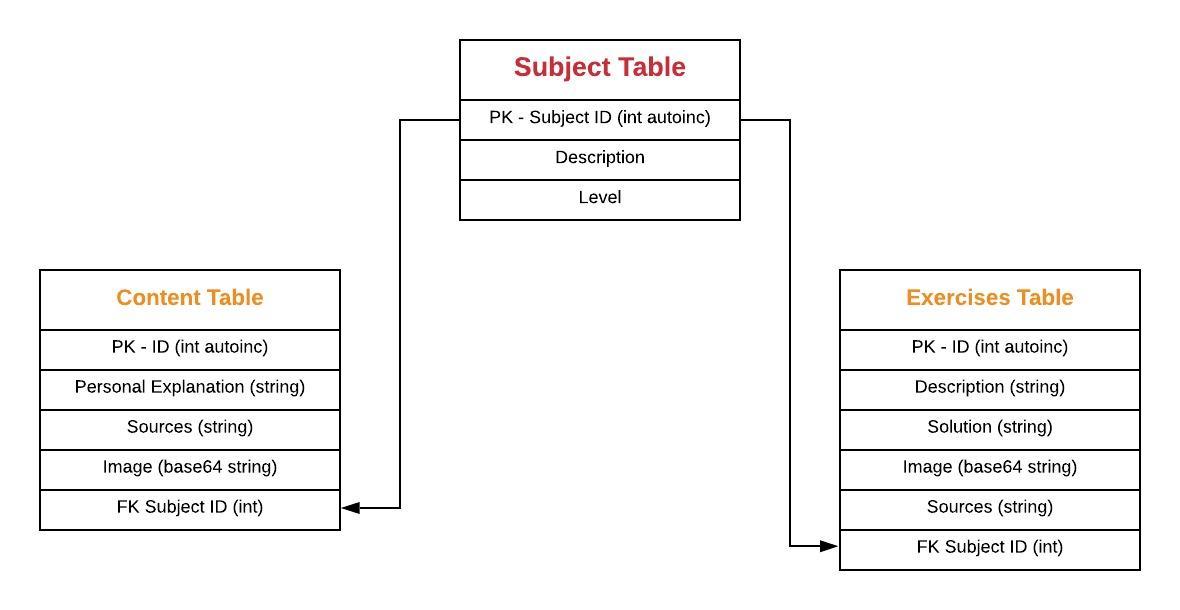 Subject Table
PK - Subject ID (int autoinc)
Description
Level
Content Table
PK - ID (int autoinc)
Personal Explanation (string)
Sources (string)
Image (base64 string)
FK Subject ID (int)
Exercises Table
PK - ID (int autoinc)
Description (string)
Solution (string)
Image (base64 string)
Sources (string)
FK Subject ID (int)